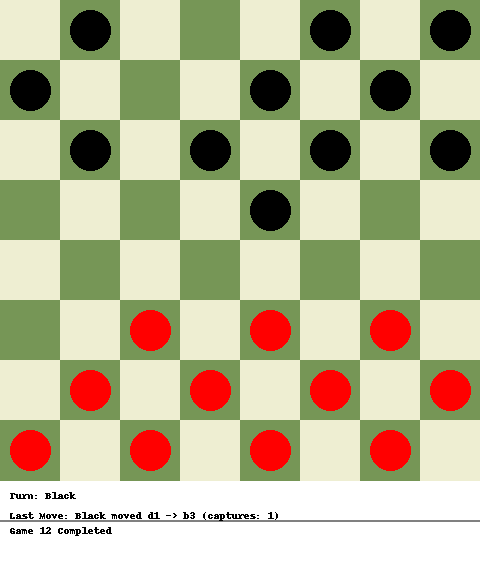 Turn: Black
Last Move: Black moved d1 -> b3 (captures: 1)
Game 12 Completed